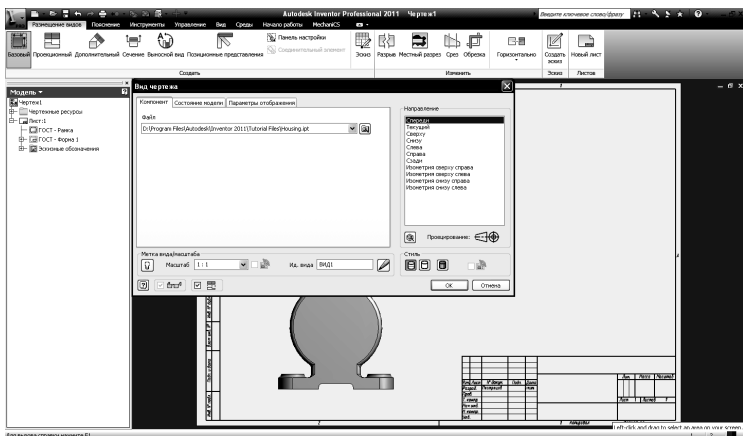 Autodesk Inventor Professional 2011 Чертеж1
Введите ключевое слово/фразу
Размещение видов Пояснение Инструменты Управление Вид Среды Начало работы MechaniCS
Базовый Проекционный Дополнительный Сечение Выносной вид Позиционные представления
Панель настройки
Соединительный элемент
Эскиз Разрыв Местный разрез Срез Обрезка Горизонтально Создать эскиз Новый лист
Создать Изменить Эскиз Листов
Модель
Чертеж1
Чертежные ресурсы
Лист:1
ГОСТ - Рамка
ГОСТ - Форма 1
Эскизные обозначения
Вид чертежа
Компонент Состояние модели Параметры отображения
Файл
D:\Program Files\Autodesk\Inventor 2011\Tutorial Files\Housing.ipt
Направление
Спереди
Текущий
Сверху
Снизу
Слева
Справа
Сзади
Изометрия сверху справа
Изометрия сверху слева
Изометрия снизу справа
Изометрия снизу слева
Проецирование:
Метка вида/масштаба
Масштаб 1 : 1
Ид. вида ВИД1
Стиль
ОК Отмена
Left-click and drag to select an area on your screen.
Для вызова справки нажмите F1